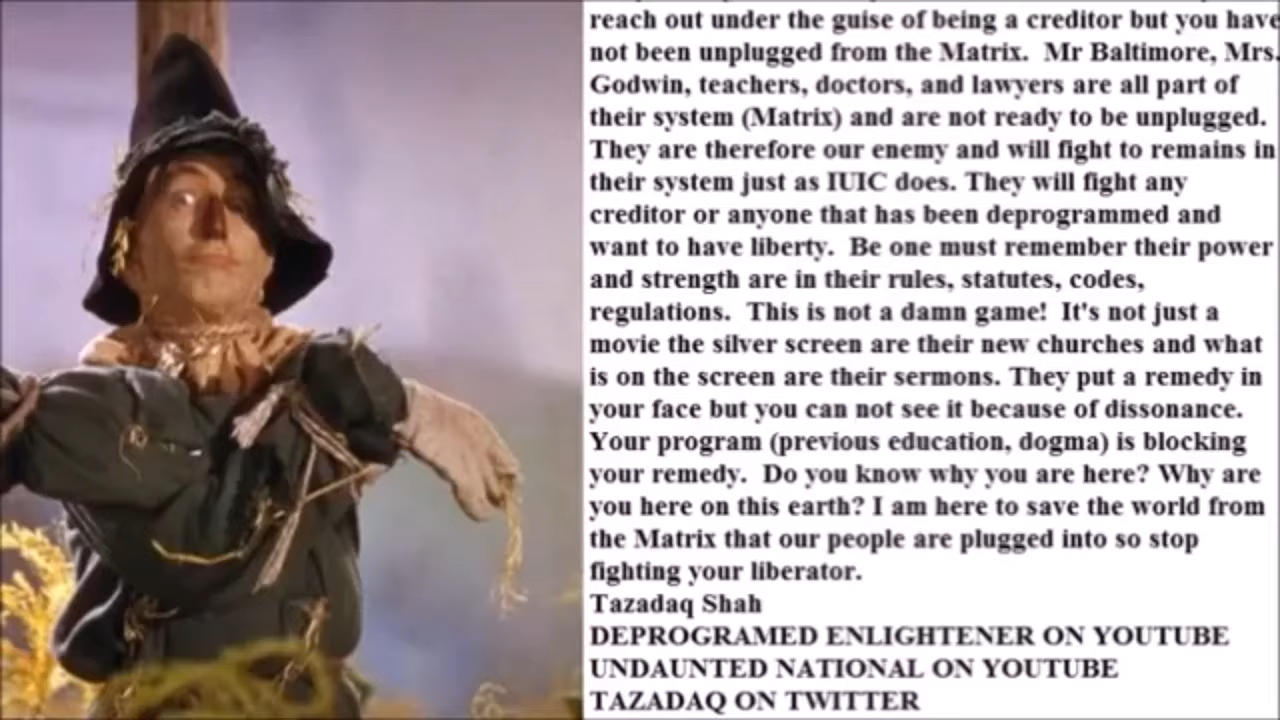 reach out under the guise of being a creditor but you have
not been unplugged from the Matrix.  Mr Baltimore, Mrs.
Godwin, teachers, doctors, and lawyers are all part of
their system (Matrix) and are not ready to be unplugged.
They are therefore our enemy and will fight to remains in
their system just as IUIC does. They will fight any
creditor or anyone that has been deprogrammed and
want to have liberty.  Be one must remember their power
and strength are in their rules, statutes, codes,
regulations.  This is not a damn game!  It's not just a
movie the silver screen are their new churches and what
is on the screen are their sermons. They put a remedy in
your face but you can not see it because of dissonance.
Your program (previous education, dogma) is blocking
your remedy.  Do you know why you are here? Why are
you here on this earth? I am here to save the world from
the Matrix that our people are plugged into so stop
fighting your liberator.
Tazadaq Shah
DEPROGRAMED ENLIGHTENER ON YOUTUBE
UNDAUNTED NATIONAL ON YOUTUBE
TAZADAQ ON TWITTER